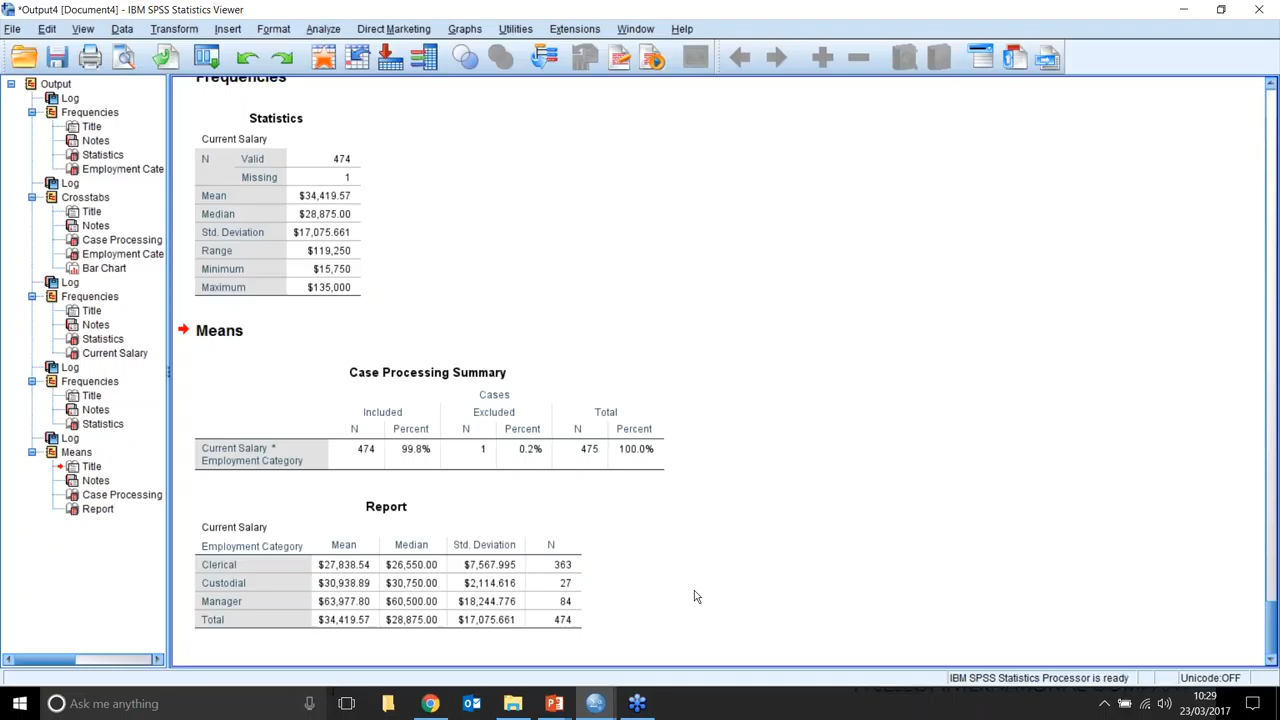 *Output4 [Document4] - IBM SPSS Statistics Viewer
File Edit View Data Transform Insert Format Analyze Direct Marketing Graphs Utilities Extensions Window Help
Output
Log
Frequencies
Title
Notes
Statistics
Employment Cate
Log
Crosstabs
Title
Notes
Case Processing
Employment Cate
Bar Chart
Log
Frequencies
Title
Notes
Statistics
Current Salary
Log
Frequencies
Title
Notes
Statistics
Log
Means
Title
Notes
Case Processing
Report
Frequencies
Statistics
Current Salary
N Valid 474
Missing 1
Mean $34,419.57
Median $28,875.00
Std. Deviation $17,075.661
Range $119,250
Minimum $15,750
Maximum $135,000
Means
Case Processing Summary
Cases
Included Excluded Total
N Percent N Percent N Percent
Current Salary * Employment Category 474 99.8% 1 0.2% 475 100.0%
Report
Current Salary
Employment Category Mean Median Std. Deviation N
Clerical $27,838.54 $26,550.00 $7,567.995 363
Custodial $30,938.89 $30,750.00 $2,114.616 27
Manager $63,977.80 $60,500.00 $18,244.776 84
Total $34,419.57 $28,875.00 $17,075.661 474
IBM SPSS Statistics Processor is ready Unicode:OFF
Ask me anything
10:29
23/03/2017